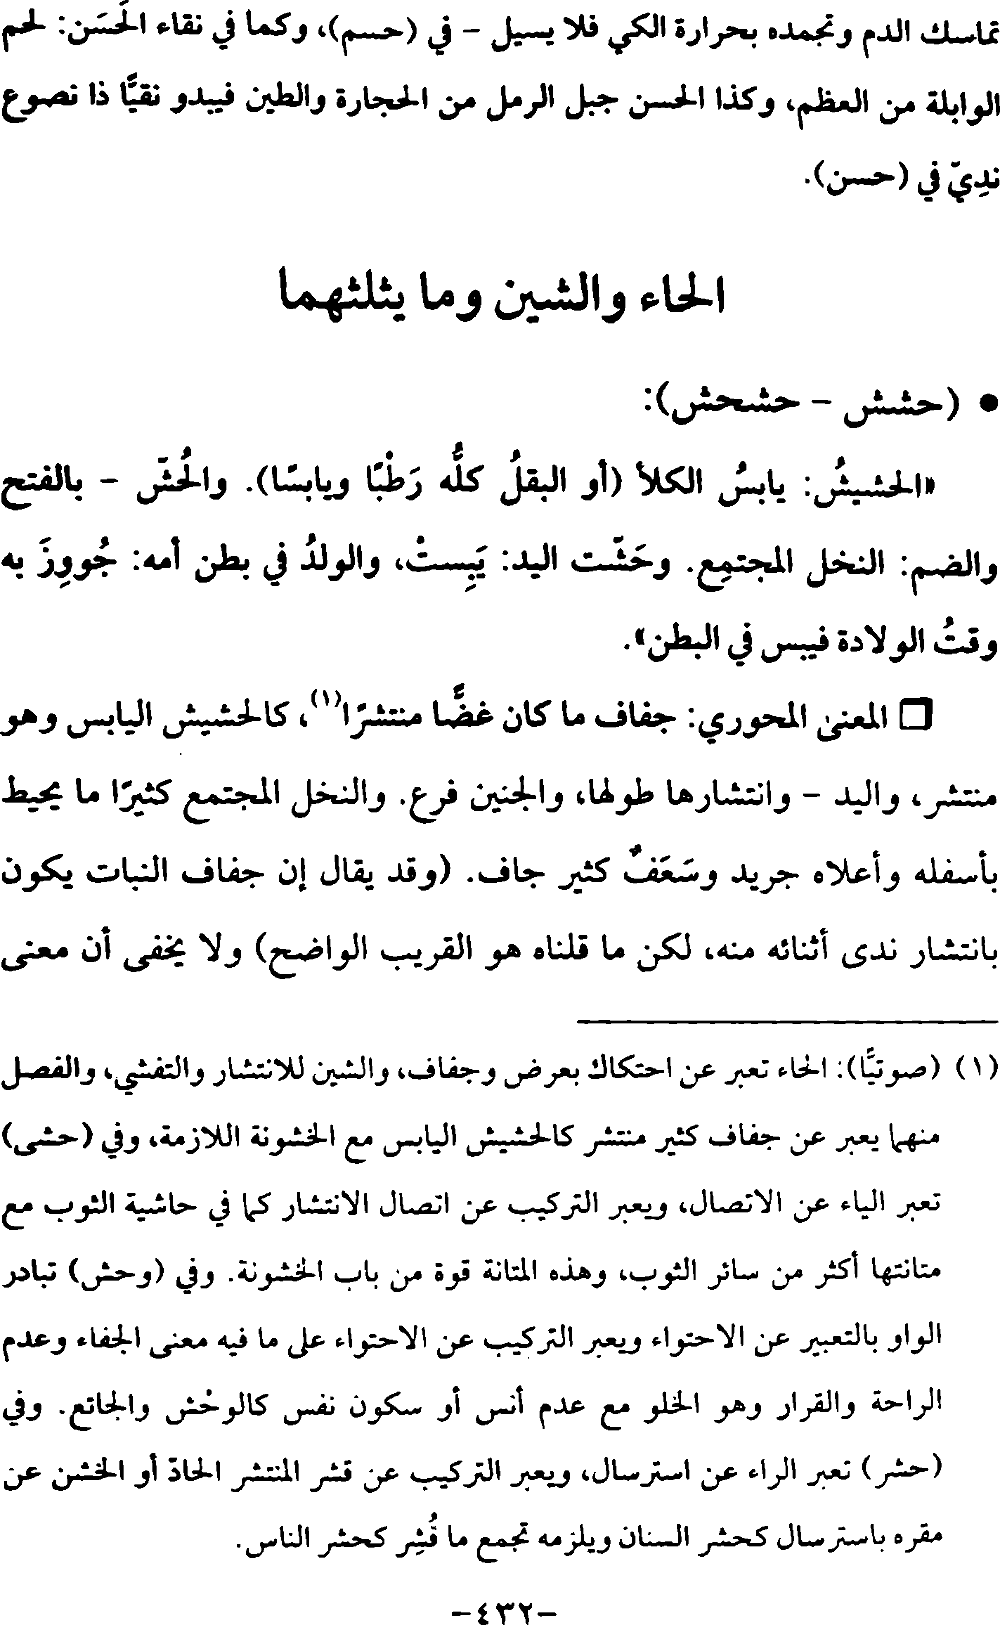 تماسك الدم وتجمده بحرارة الكي فلا يسيل – في (حسم)، وكما في نقاء الحَسَن: لحم
الوابلة من العظم، وكذا الحسن جبل الرمل من الحجارة والطين فيبدو نقيًّا ذا نصوع
ندِيّ في (حسن).
الحاء والشين وما يثلثهما
• (حشش – حشحش):
«الحشيشُ: يابسُ الكلأ (أو البقلُ كلُّه رَطْبًا ويابسًا). والحُشّ – بالفتح
والضم: النخل المجتمِع. وحَشّت اليد: يَبِستْ، والولدُ في بطن أمه: جُووِزَ به
وقتُ الولادة فيبس في البطن».
□ المعنى المحوري: جفاف ما كان غضًّا منتشرًا(١)، كالحشيش اليابس وهو
منتشر، واليد – وانتشارها طولها، والجنين فرع. والنخل المجتمع كثيرًا ما يحيط
بأسفله وأعلاه جريد وسَعَفٌ كثير جاف. (وقد يقال إن جفاف النبات يكون
بانتشار ندى أثنائه منه، لكن ما قلناه هو القريب الواضح) ولا يخفى أن معنى
(١) (صوتيًّا): الحاء تعبر عن احتكاك بعرض وجفاف، والشين للانتشار والتفشي، والفصل
منهما يعبر عن جفاف كثير منتشر كالحشيش اليابس مع الخشونة اللازمة، وفي (حشى)
تعبر الياء عن الاتصال، ويعبر التركيب عن اتصال الانتشار كما في حاشية الثوب مع
متانتها أكثر من سائر الثوب، وهذه المتانة قوة من باب الخشونة. وفي (وحش) تبادر
الواو بالتعبير عن الاحتواء ويعبر التركيب عن الاحتواء على ما فيه معنى الجفاء وعدم
الراحة والقرار وهو الخلو مع عدم أنس أو سكون نفس كالوحْش والجائع. وفي
(حشر) تعبر الراء عن استرسال، ويعبر التركيب عن قشر المنتشر الحادّ أو الخشن عن
مقره باسترسال كحشر السنان ويلزمه تجمع ما قُشِر كحشر الناس.
-٤٣٢-